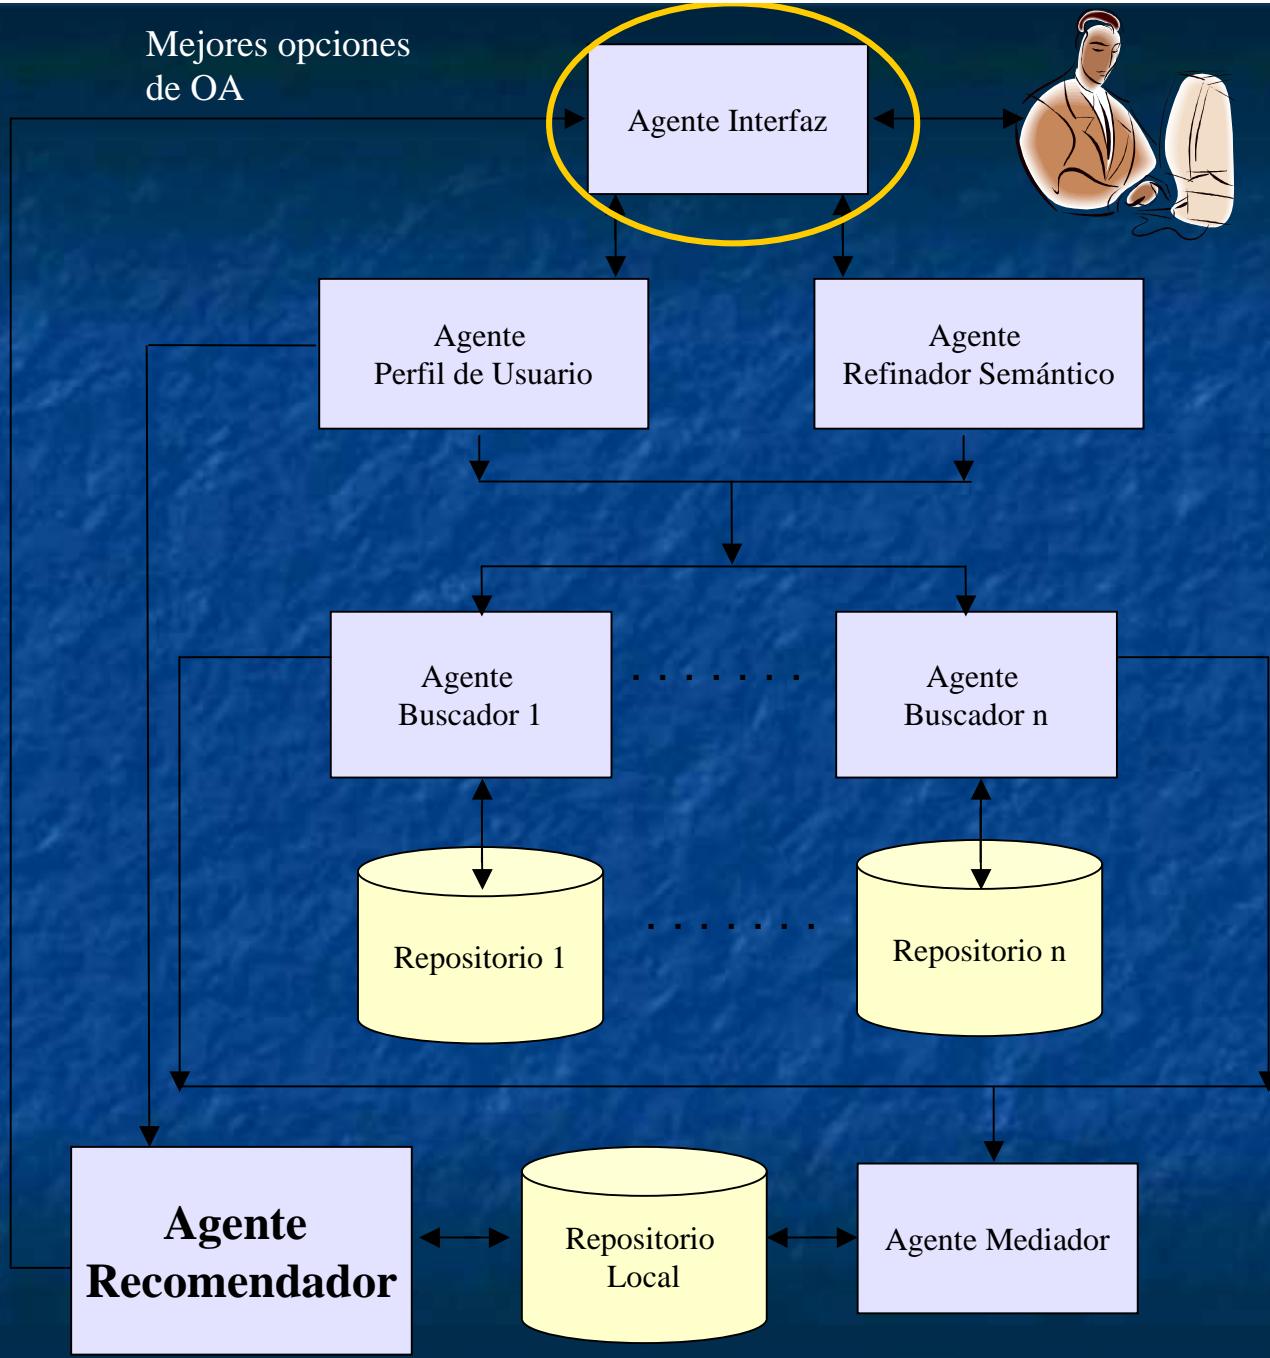 Mejores opciones
de OA
Agente Interfaz
Agente
Perfil de Usuario
Agente
Refinador Semántico
Agente
Buscador 1
. . . . . . .
Agente
Buscador n
Repositorio 1
. . . . . . .
Repositorio n
Agente
Recomendador
Repositorio
Local
Agente Mediador